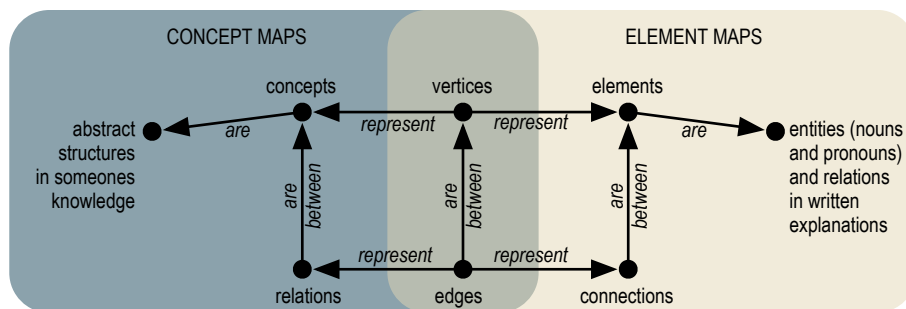 CONCEPT MAPS
ELEMENT MAPS
concepts
vertices
elements
are
represent
represent
are
abstract
structures
in someones
knowledge
entities (nouns
and pronouns)
and relations
in written
explanations
are
between
are
between
are
between
represent
represent
relations
edges
connections